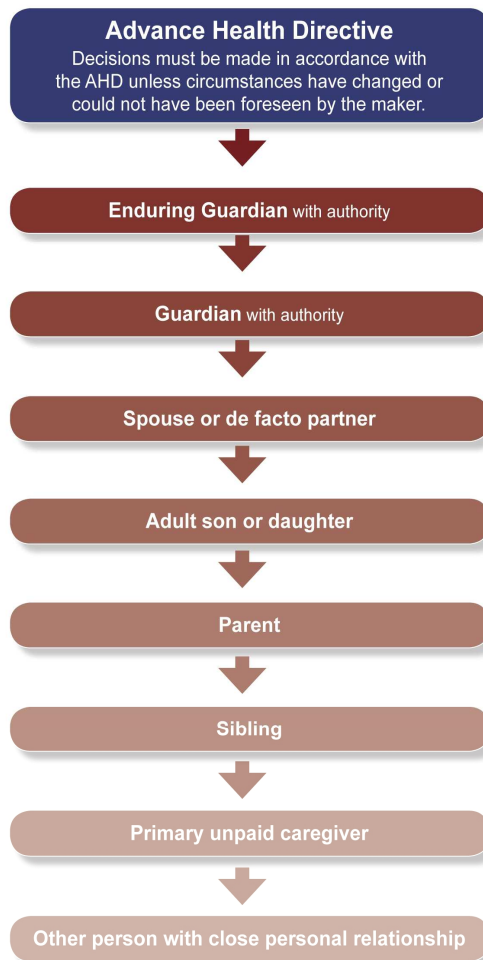 Advance Health Directive
Decisions must be made in accordance with
the AHD unless circumstances have changed or
could not have been foreseen by the maker.
Enduring Guardian with authority
Guardian with authority
Spouse or de facto partner
Adult son or daughter
Parent
Sibling
Primary unpaid caregiver
Other person with close personal relationship